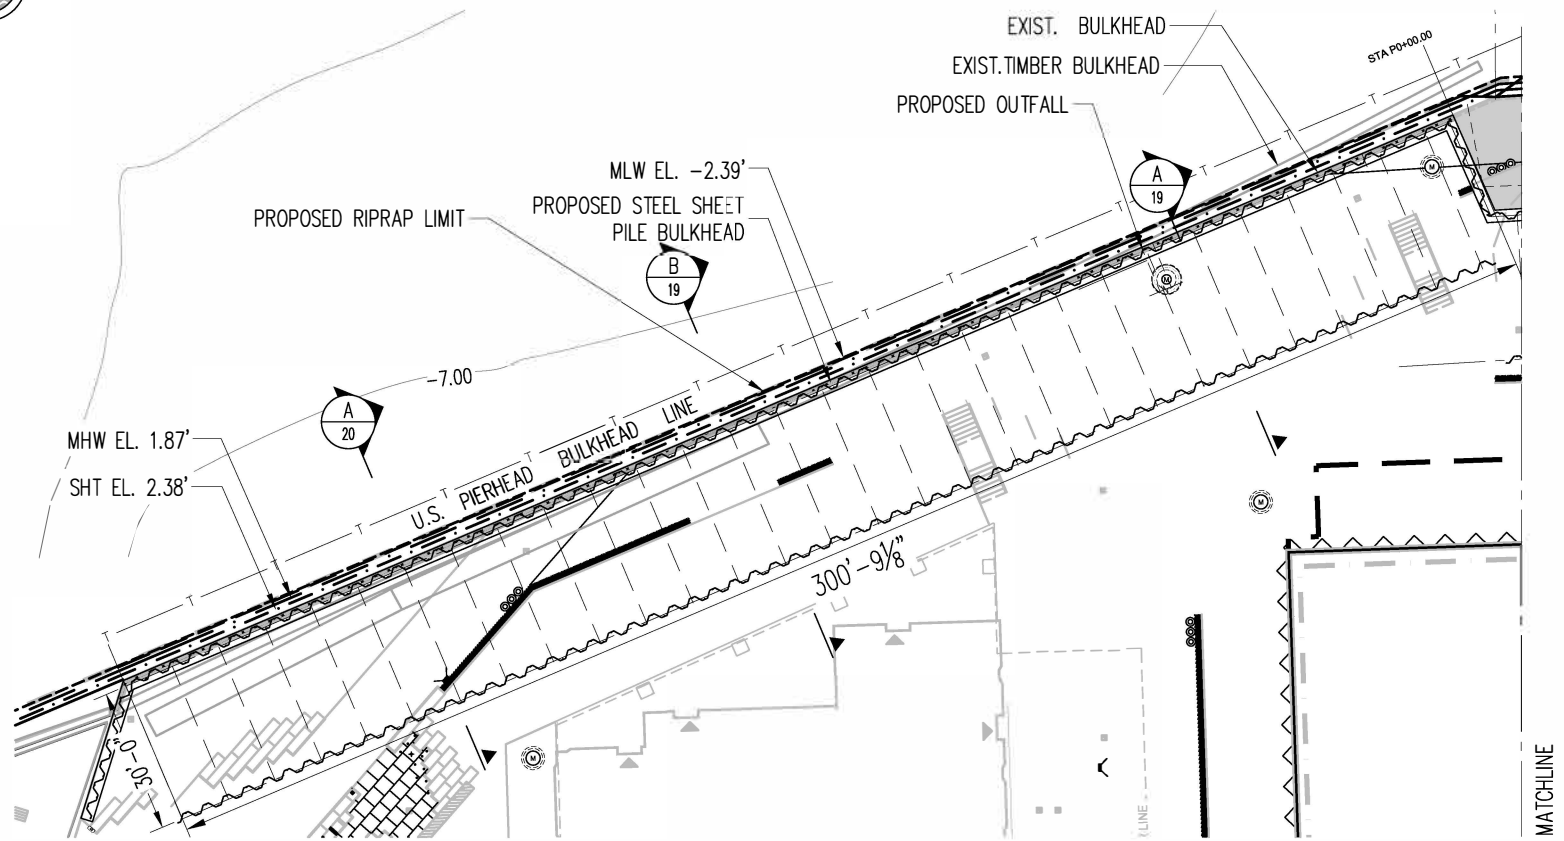 EXIST. BULKHEAD
EXIST.TIMBER BULKHEAD
PROPOSED OUTFALL
STA P0+00.00
MLW EL. -2.39'
PROPOSED STEEL SHEET
PILE BULKHEAD
PROPOSED RIPRAP LIMIT
A
19
B
19
-7.00
A
20
MHW EL. 1.87'
SHT EL. 2.38'
U.S. PIERHEAD BULKHEAD LINE
300'-9⅛"
30'-0"
M
M
M
M
T
T
T
T
T
T
T
T
T
T
T
T
LINE
MATCHLINE